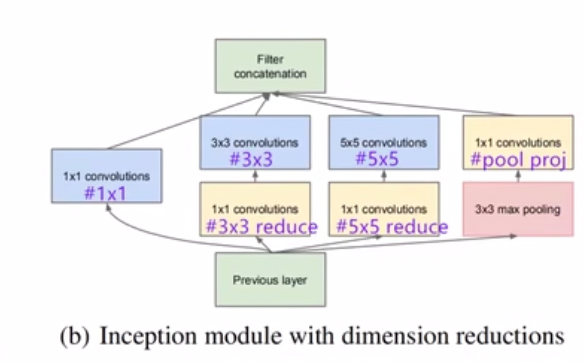 Filter
concatenation
3x3 convolutions
#3x3
5x5 convolutions
#5x5
1x1 convolutions
#pool proj
1x1 convolutions
#1x1
1x1 convolutions
#3x3 reduce
1x1 convolutions
#5x5 reduce
3x3 max pooling
Previous layer
(b) Inception module with dimension reductions